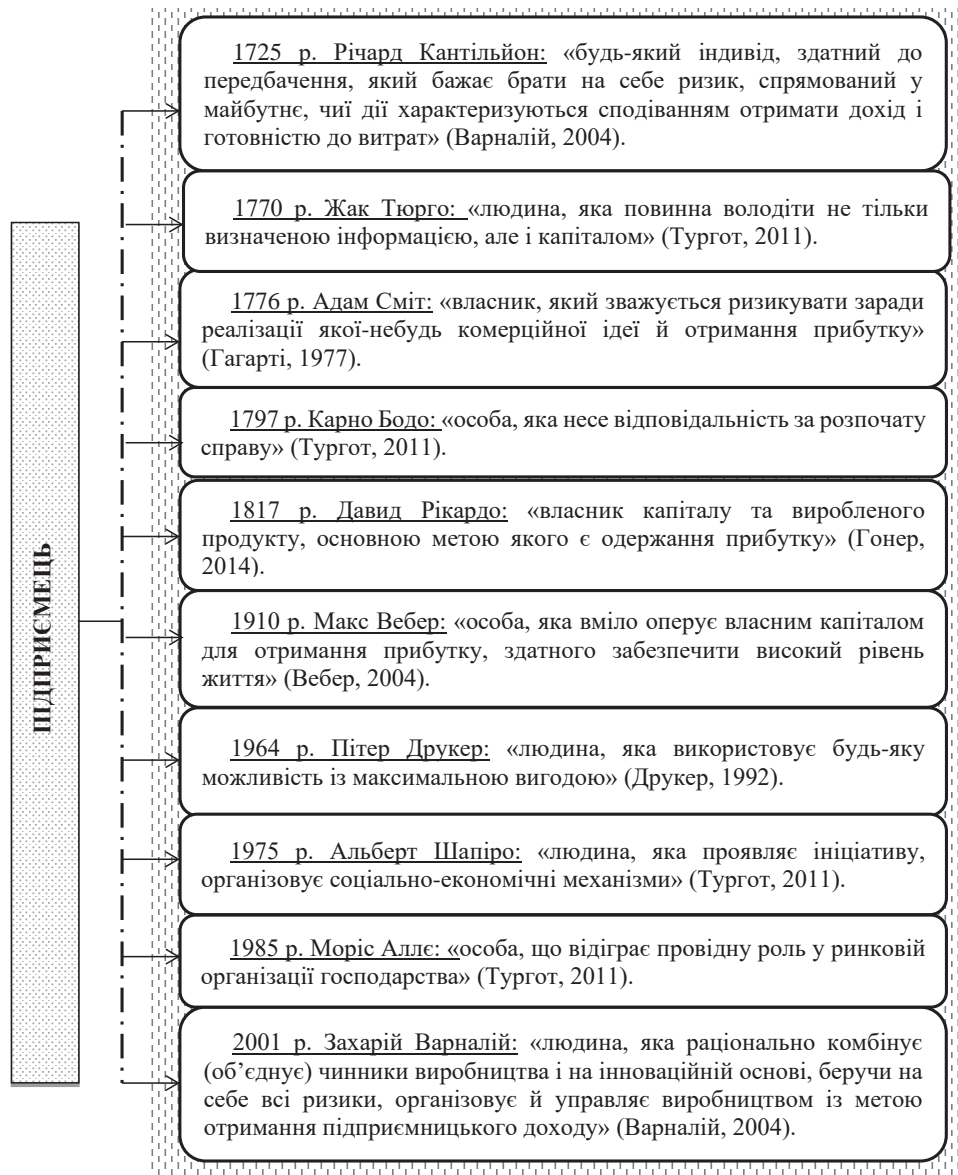 ПІДПРИЄМЕЦЬ
1725 р. Річард Кантільйон: «будь-який індивід, здатний до
передбачення, який бажає брати на себе ризик, спрямований у
майбутнє, чиї дії характеризуються сподіванням отримати дохід і
готовністю до витрат» (Варналій, 2004).
1770 р. Жак Тюрго: «людина, яка повинна володіти не тільки
визначеною інформацією, але і капіталом» (Тургот, 2011).
1776 р. Адам Сміт: «власник, який зважується ризикувати заради
реалізації якої-небудь комерційної ідеї й отримання прибутку»
(Гагарті, 1977).
1797 р. Карно Бодо: «особа, яка несе відповідальність за розпочату
справу» (Тургот, 2011).
1817 р. Давид Рікардо: «власник капіталу та виробленого
продукту, основною метою якого є одержання прибутку» (Гонер,
2014).
1910 р. Макс Вебер: «особа, яка вміло оперує власним капіталом
для отримання прибутку, здатного забезпечити високий рівень
життя» (Вебер, 2004).
1964 р. Пітер Друкер: «людина, яка використовує будь-яку
можливість із максимальною вигодою» (Друкер, 1992).
1975 р. Альберт Шапіро: «людина, яка проявляє ініціативу,
організовує соціально-економічні механізми» (Тургот, 2011).
1985 р. Моріс Аллє: «особа, що відіграє провідну роль у ринковій
організації господарства» (Тургот, 2011).
2001 р. Захарій Варналій: «людина, яка раціонально комбінує
(об’єднує) чинники виробництва і на інноваційній основі, беручи на
себе всі ризики, організовує й управляє виробництвом із метою
отримання підприємницького доходу» (Варналій, 2004).